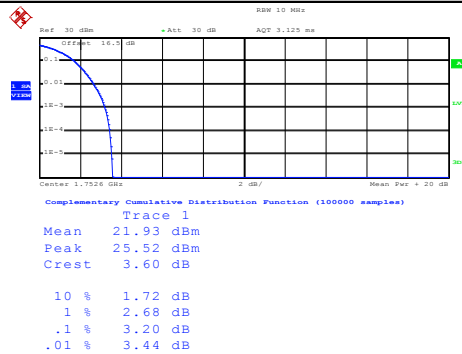 RBW 10 MHz
Ref 30 dBm Att 30 dB AQT 3.125 ms
Offset 16.5 dB
0.1
A
0.01
1 SA
VIEW
1E-3
LV
1E-4
1E-5
3D
Center 1.7526 GHz 2 dB/ Mean Pwr + 20 dB
Complementary Cumulative Distribution Function (100000 samples)
Trace 1
Mean 21.93 dBm
Peak 25.52 dBm
Crest 3.60 dB
10 % 1.72 dB
1 % 2.68 dB
.1 % 3.20 dB
.01 % 3.44 dB